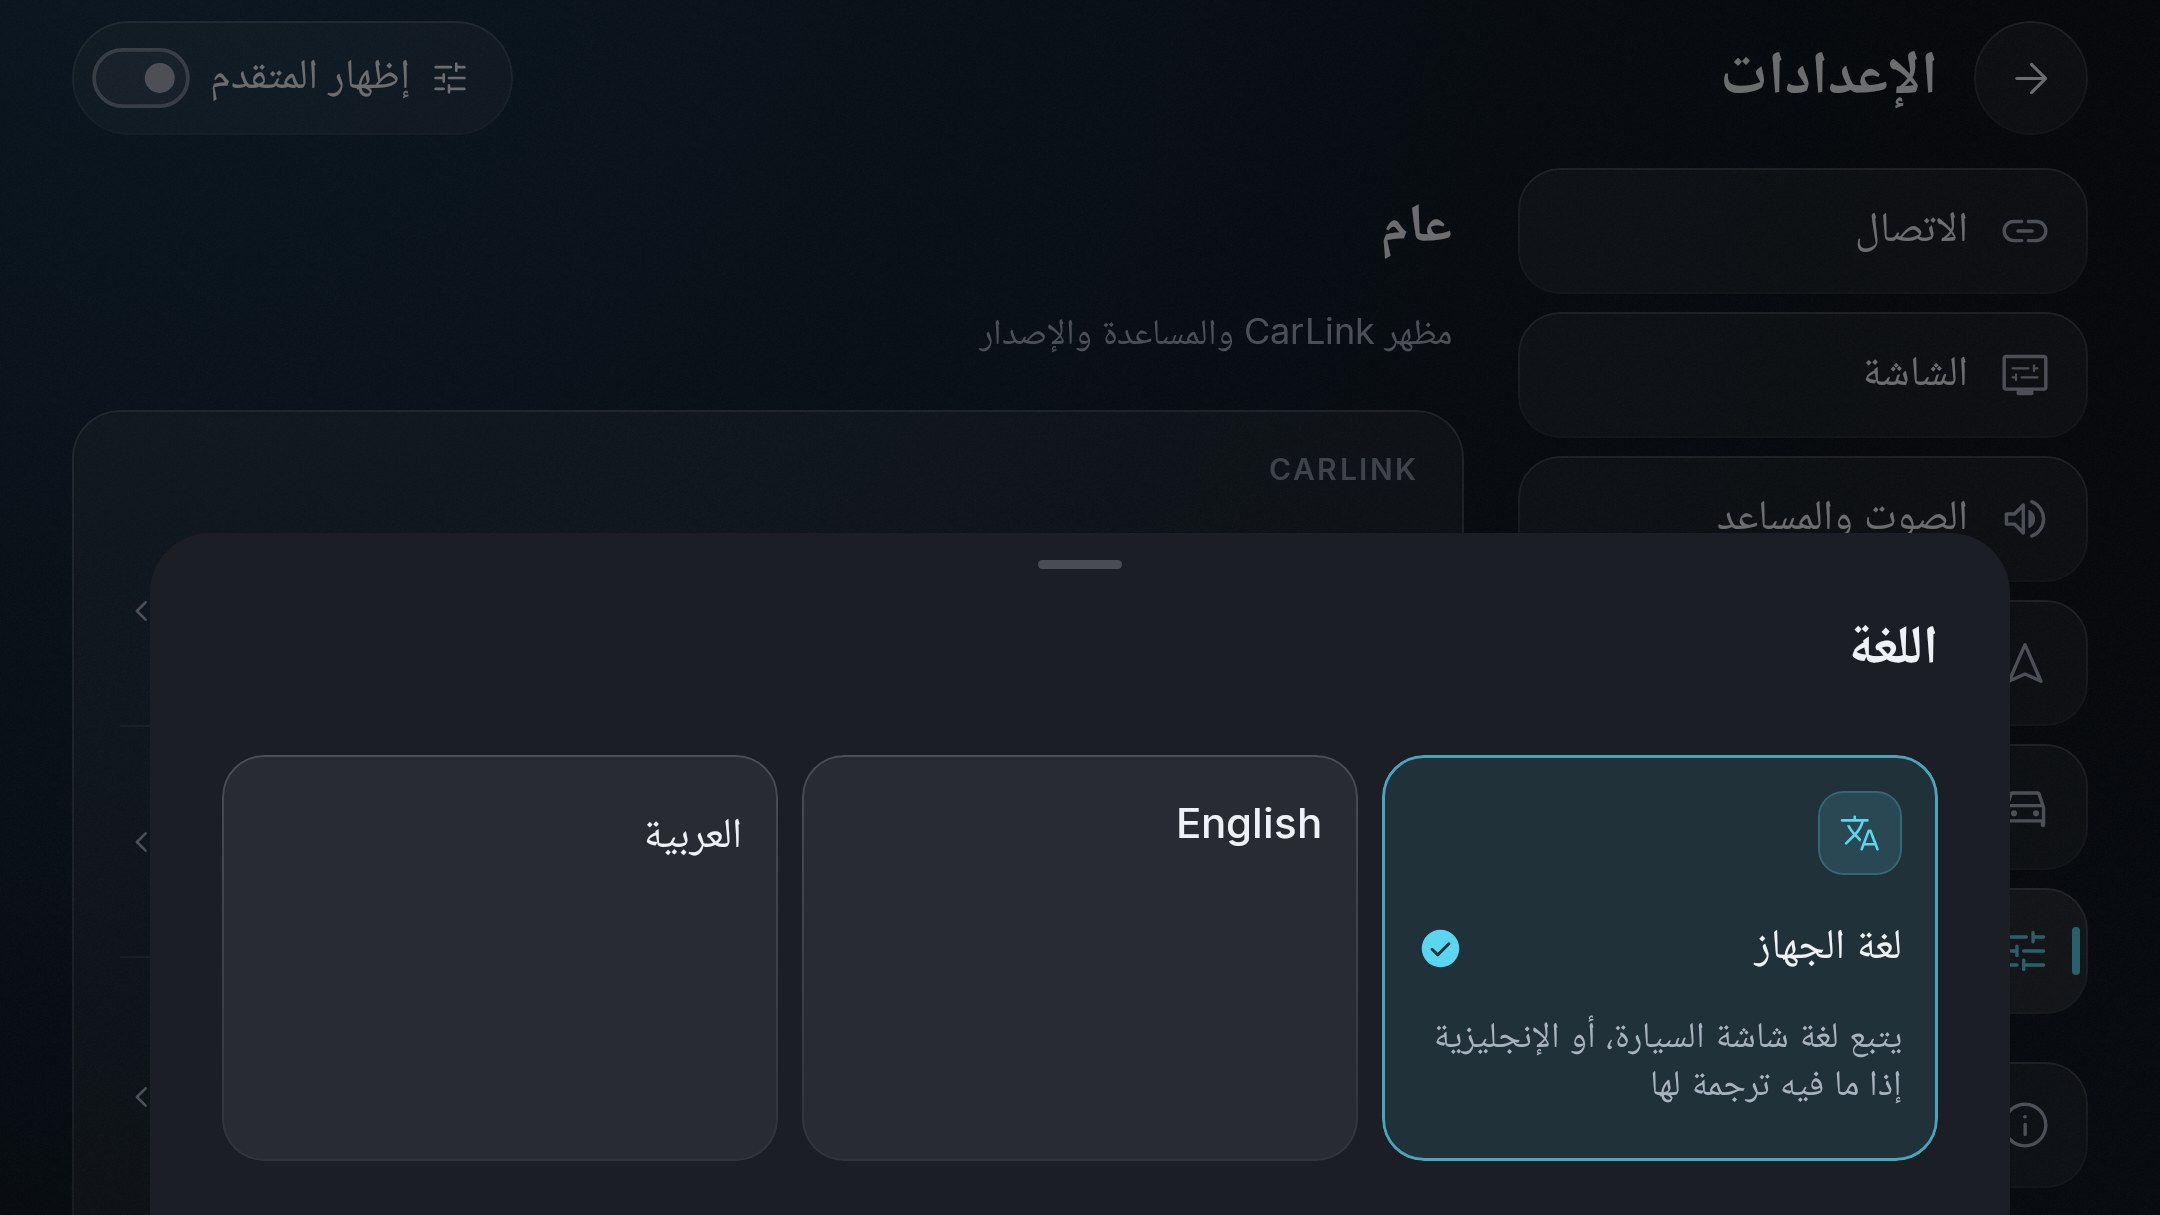 الإعدادات
إظهار المتقدم
الاتصال
الشاشة
الصوت والمساعد
عام
مظهر CarLink والمساعدة والإصدار
CARLINK
اللغة
لغة الجهاز
يتبع لغة شاشة السيارة، أو الإنجليزية
إذا ما فيه ترجمة لها
English
العربية